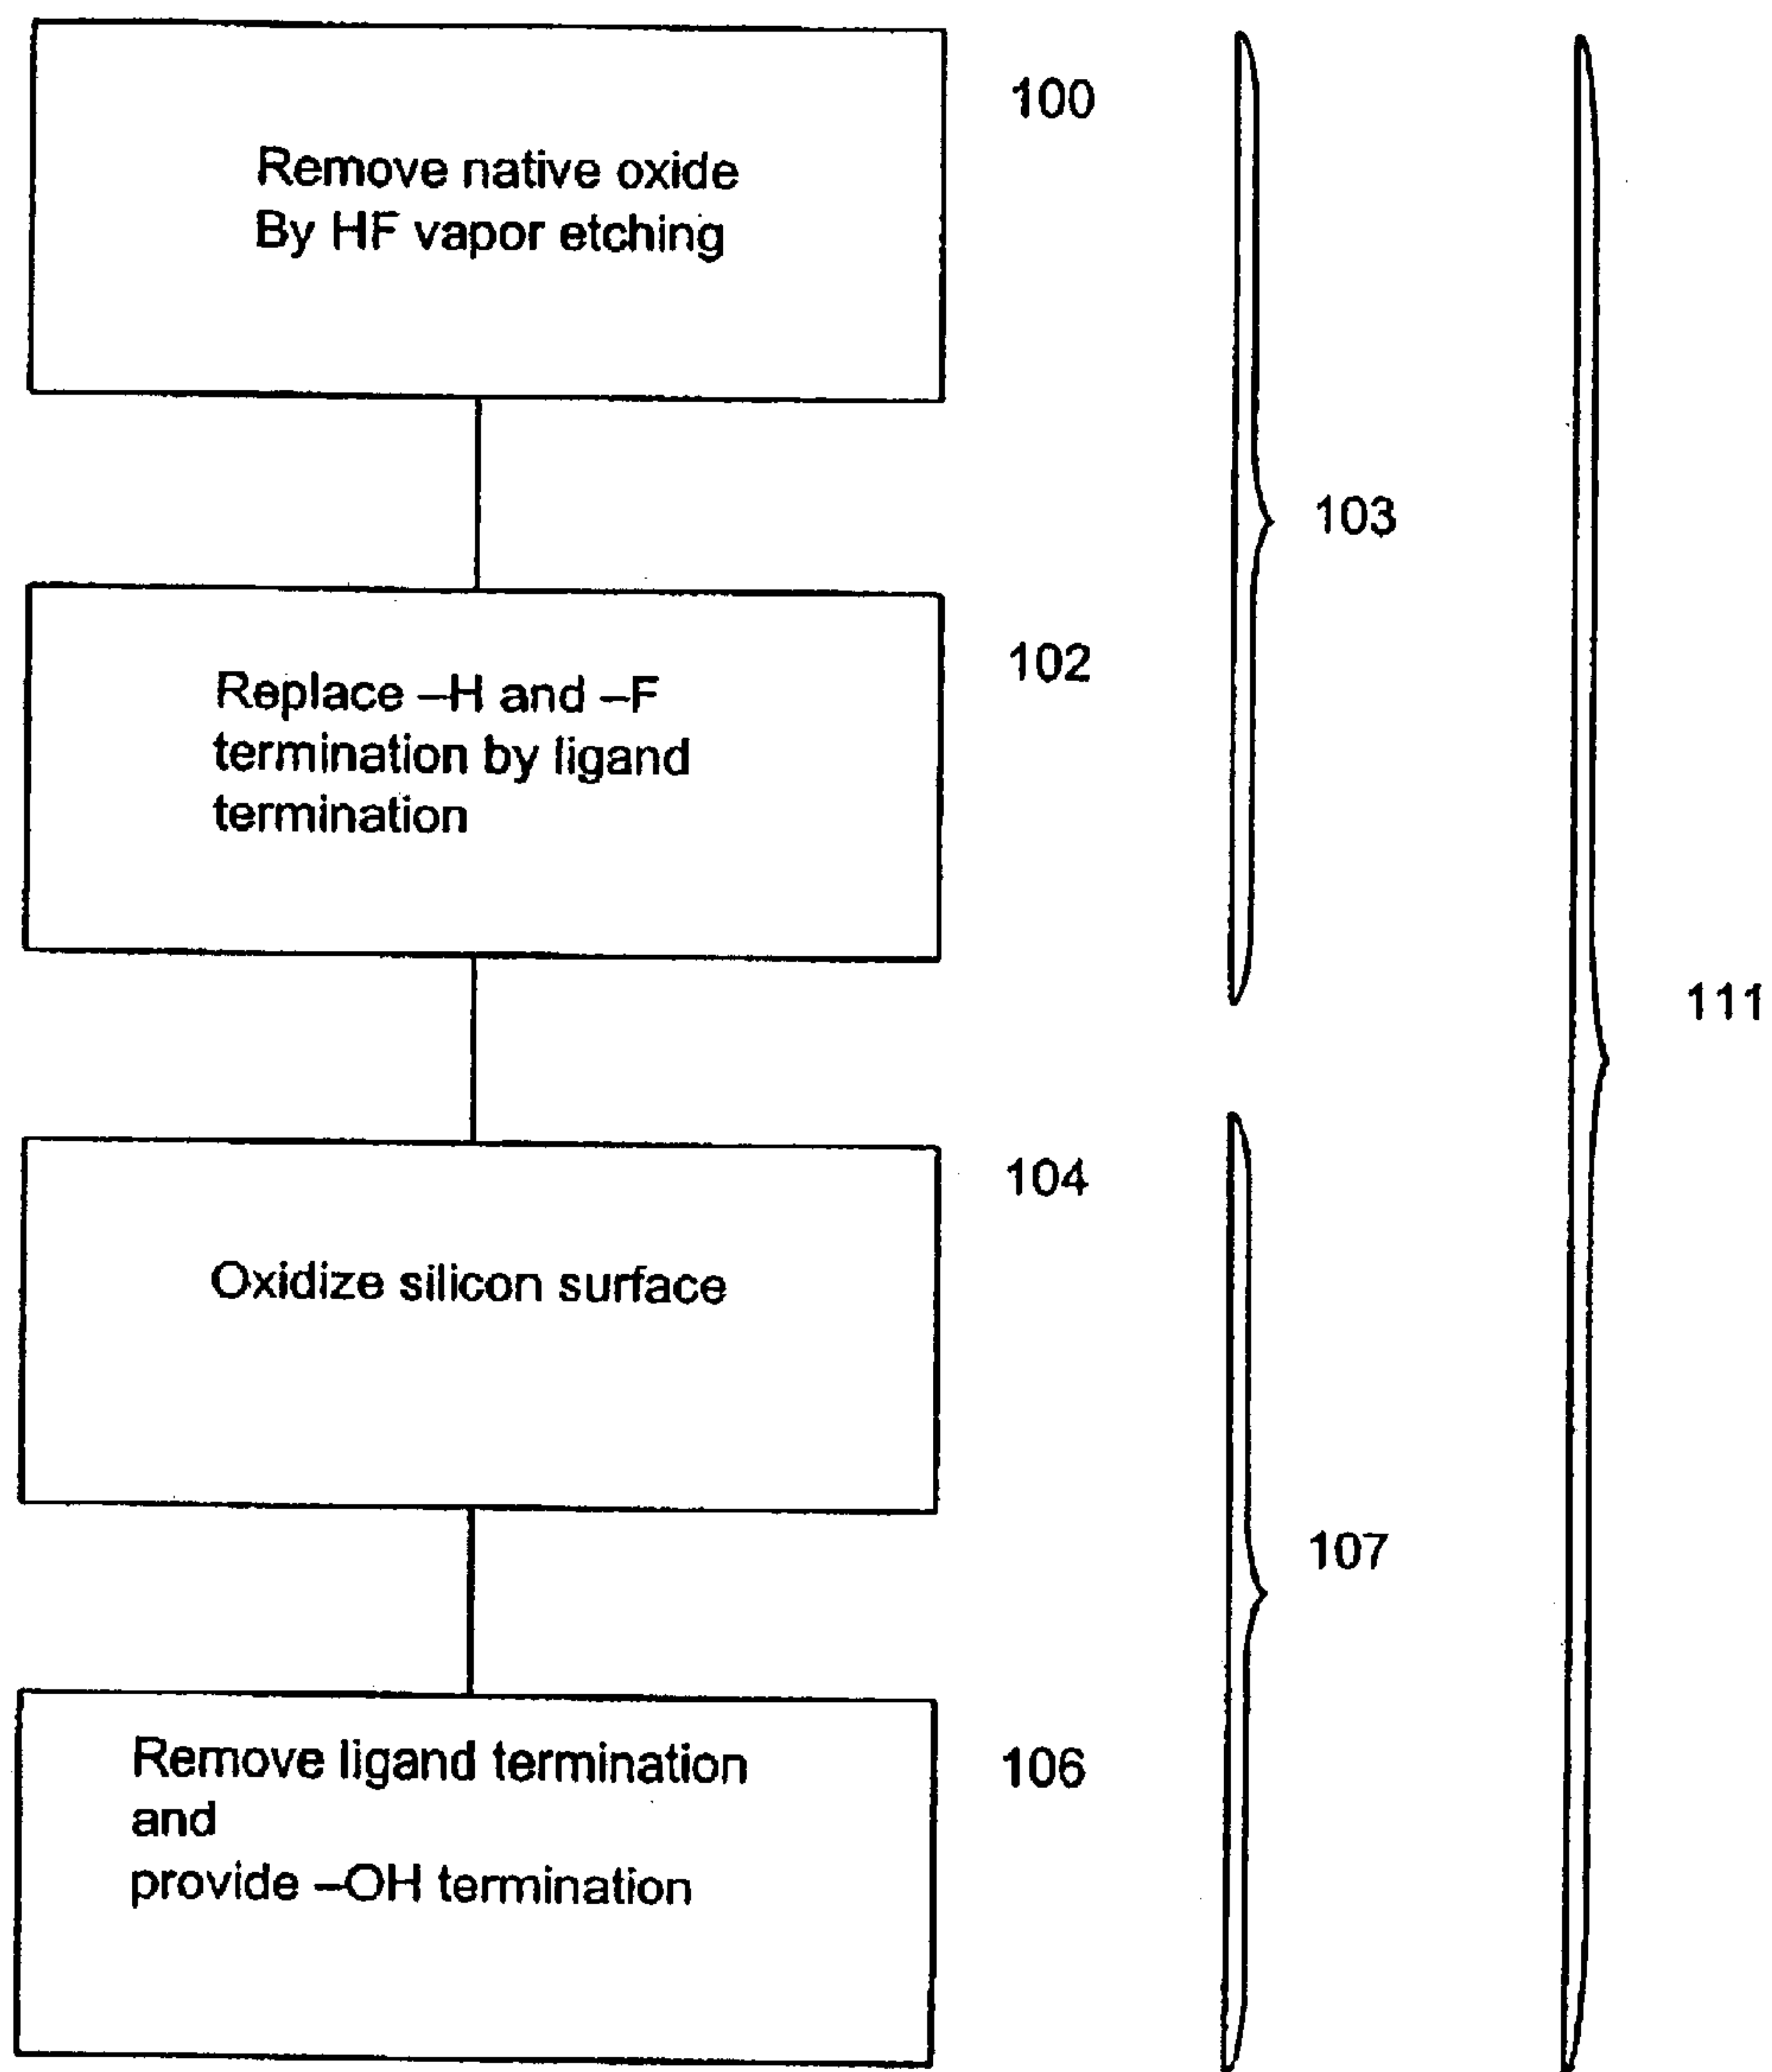 Remove native oxide
By HF vapor etching
100
103
Replace –H and –F
termination by ligand
termination
102
111
Oxidize silicon surface
104
107
Remove ligand termination
and
provide –OH termination
106